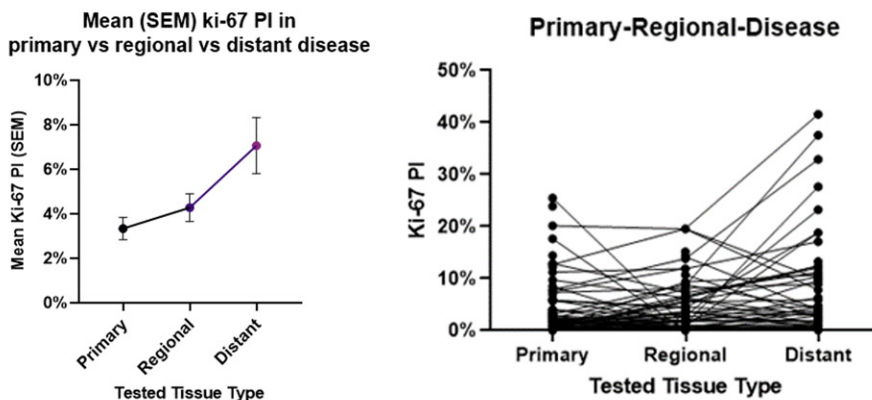 Mean (SEM) ki-67 PI in
primary vs regional vs distant disease
Mean Ki-67 PI (SEM)
10%
8%
6%
4%
2%
0%
Primary
Regional
Distant
Tested Tissue Type
Primary-Regional-Disease
Ki-67 PI
50%
40%
30%
20%
10%
0%
Primary
Regional
Distant
Tested Tissue Type